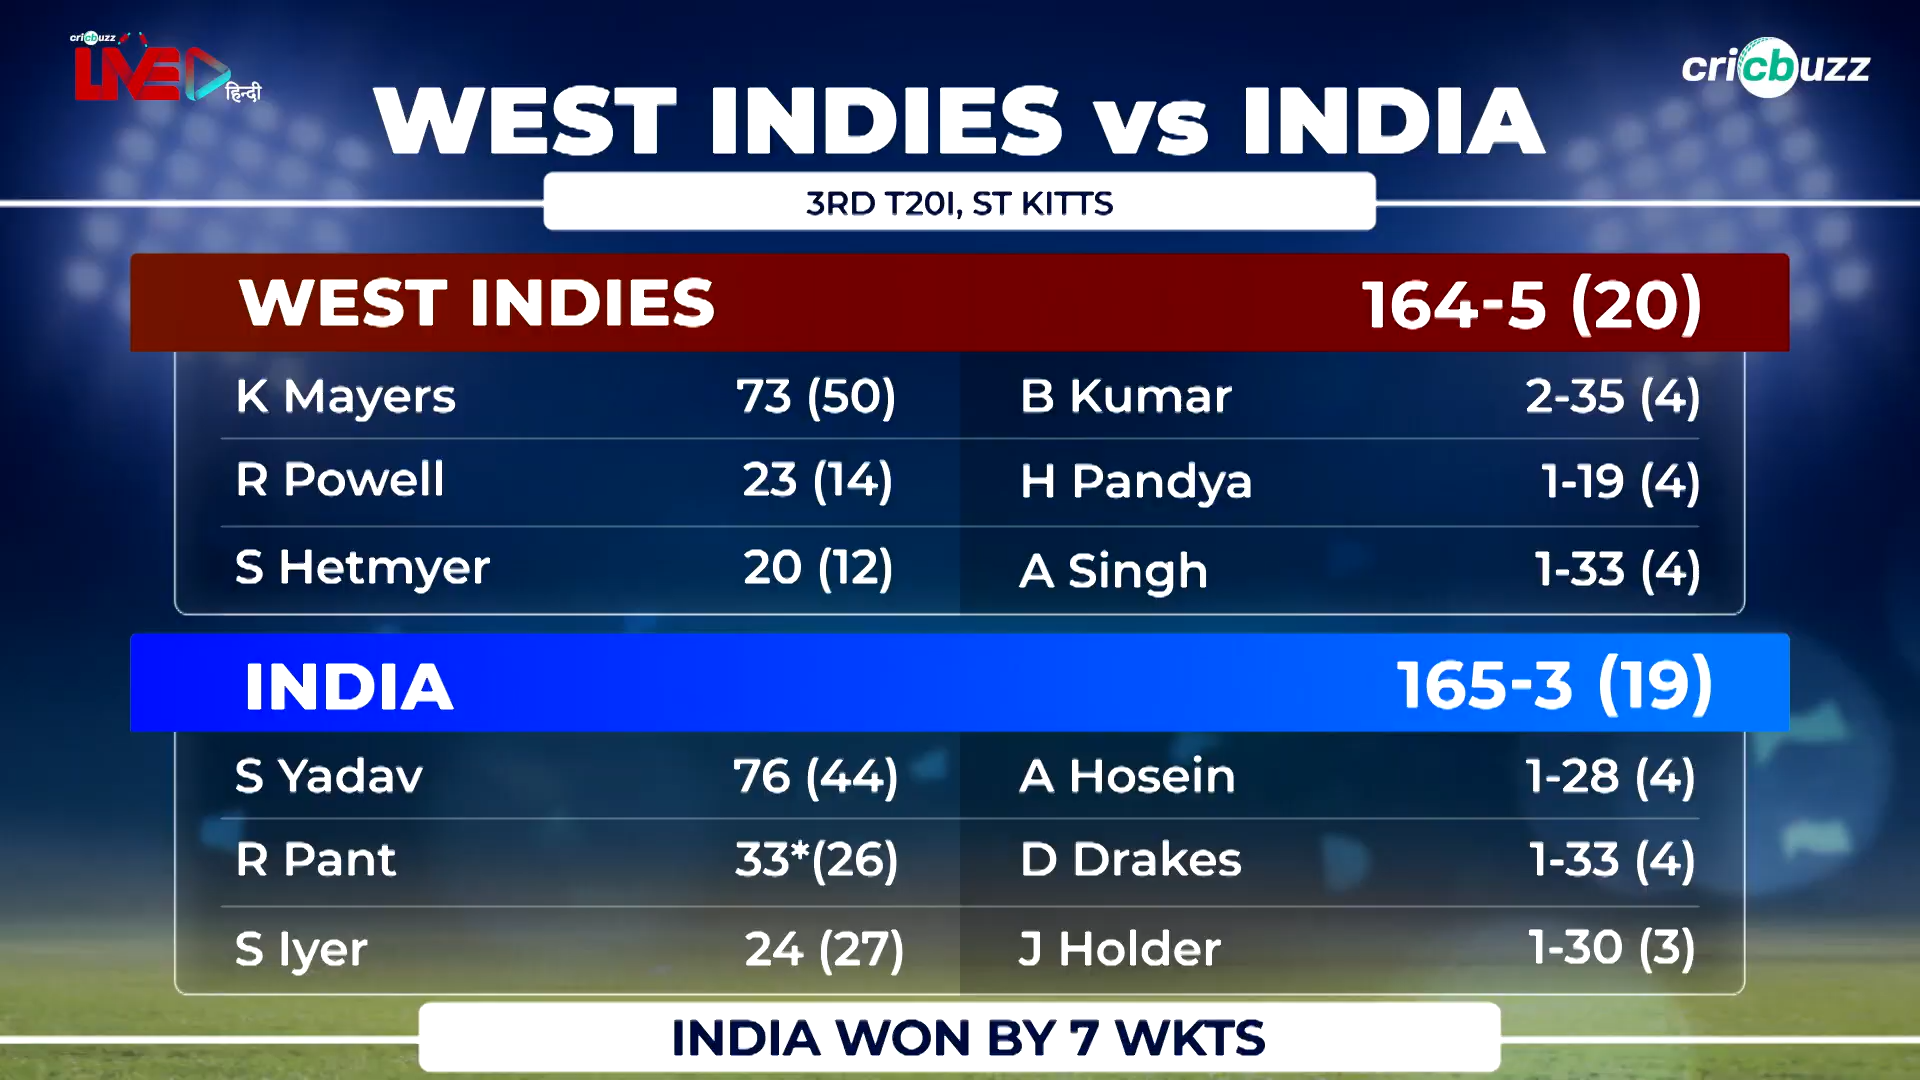 cricbuzz
LIVE
हिन्दी
cricbuzz
WEST INDIES vs INDIA
3RD T20I, ST KITTS
WEST INDIES 164-5 (20)
K Mayers 73 (50) B Kumar 2-35 (4)
R Powell 23 (14) H Pandya 1-19 (4)
S Hetmyer 20 (12) A Singh 1-33 (4)
INDIA 165-3 (19)
S Yadav 76 (44) A Hosein 1-28 (4)
R Pant 33*(26) D Drakes 1-33 (4)
S Iyer 24 (27) J Holder 1-30 (3)
INDIA WON BY 7 WKTS